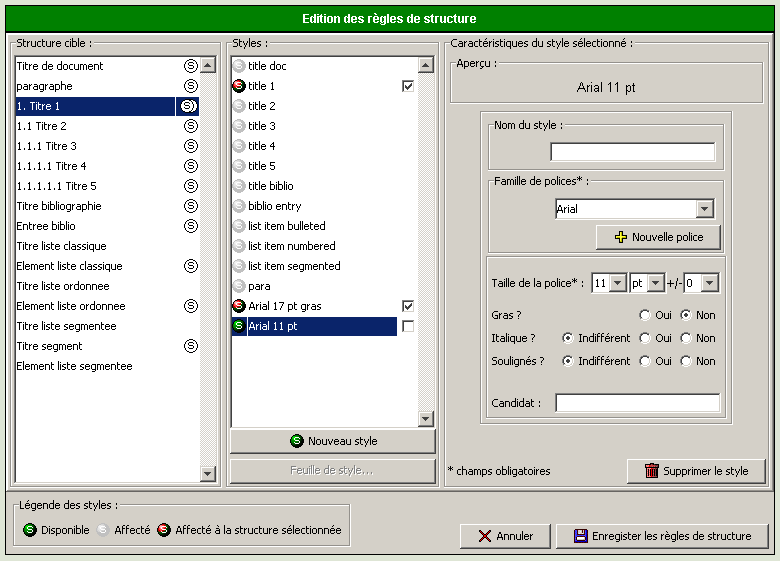 Edition des règles de structure
Structure cible :
Titre de document
paragraphe
1. Titre 1
1.1 Titre 2
1.1.1 Titre 3
1.1.1.1 Titre 4
1.1.1.1.1 Titre 5
Titre bibliographie
Entree biblio
Titre liste classique
Element liste classique
Titre liste ordonnee
Element liste ordonnee
Titre liste segmentee
Titre segment
Element liste segmentee
Styles :
title doc
title 1
title 2
title 3
title 4
title 5
title biblio
biblio entry
list item bulleted
list item numbered
list item segmented
para
Arial 17 pt gras
Arial 11 pt
Nouveau style
Feuille de style...
Caractéristiques du style sélectionné :
Aperçu :
Arial 11 pt
Nom du style :
Famille de polices* :
Arial
Nouvelle police
Taille de la police* : 11 pt +/- 0
Gras ? Oui Non
Italique ? Indifférent Oui Non
Soulignés ? Indifférent Oui Non
Candidat :
* champs obligatoires
Supprimer le style
Légende des styles :
Disponible Affecté Affecté à la structure sélectionnée
Annuler
Enregister les règles de structure